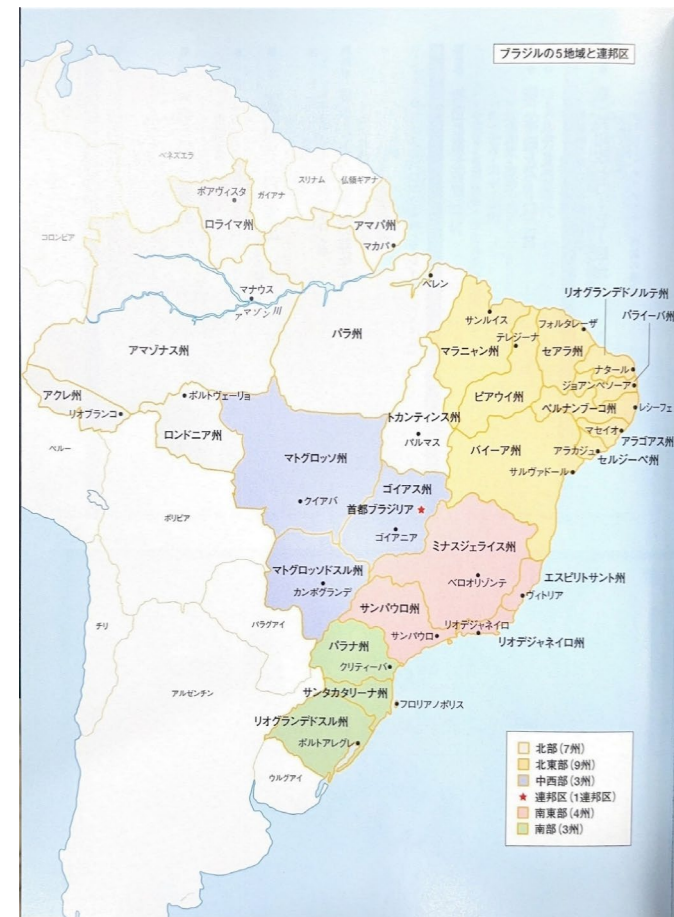 ブラジルの5地域と連邦区
ベネズエラ
スリナム
仏領ギアナ
ボアヴィスタ
ガイアナ
ロライマ州
アマパ州
コロンビア
マカパ
ベレン
マナウス
アマゾン川
リオグランデドノルテ州
サンルイス
フォルタレーザ
パライーバ州
パラ州
テレジーナ
アマゾナス州
マラニャン州
セアラ州
ナタール
ジョアンペソーア
アクレ州
ポルトヴェーリョ
ピアウイ州
ペルナンブーコ州
レシーフェ
リオブランコ
トカンティンス州
マセイオ
アラゴアス州
ロンドニア州
パルマス
バイーア州
アラカジュ
セルジーペ州
ペルー
マトグロッソ州
サルヴァドール
ゴイアス州
クイアバ
首都ブラジリア
ボリビア
ゴイアニア
ミナスジェライス州
マトグロッソドスル州
ベロオリゾンテ
エスピリトサント州
カンポグランデ
ヴィトリア
サンパウロ州
チリ
パラグアイ
リオデジャネイロ
サンパウロ
リオデジャネイロ州
パラナ州
クリティーバ
サンタカタリーナ州
アルゼンチン
フロリアノポリス
リオグランデドスル州
ポルトアレグレ
ウルグアイ
北部(7州)
北東部(9州)
中西部(3州)
連邦区(1連邦区)
南東部(4州)
南部(3州)